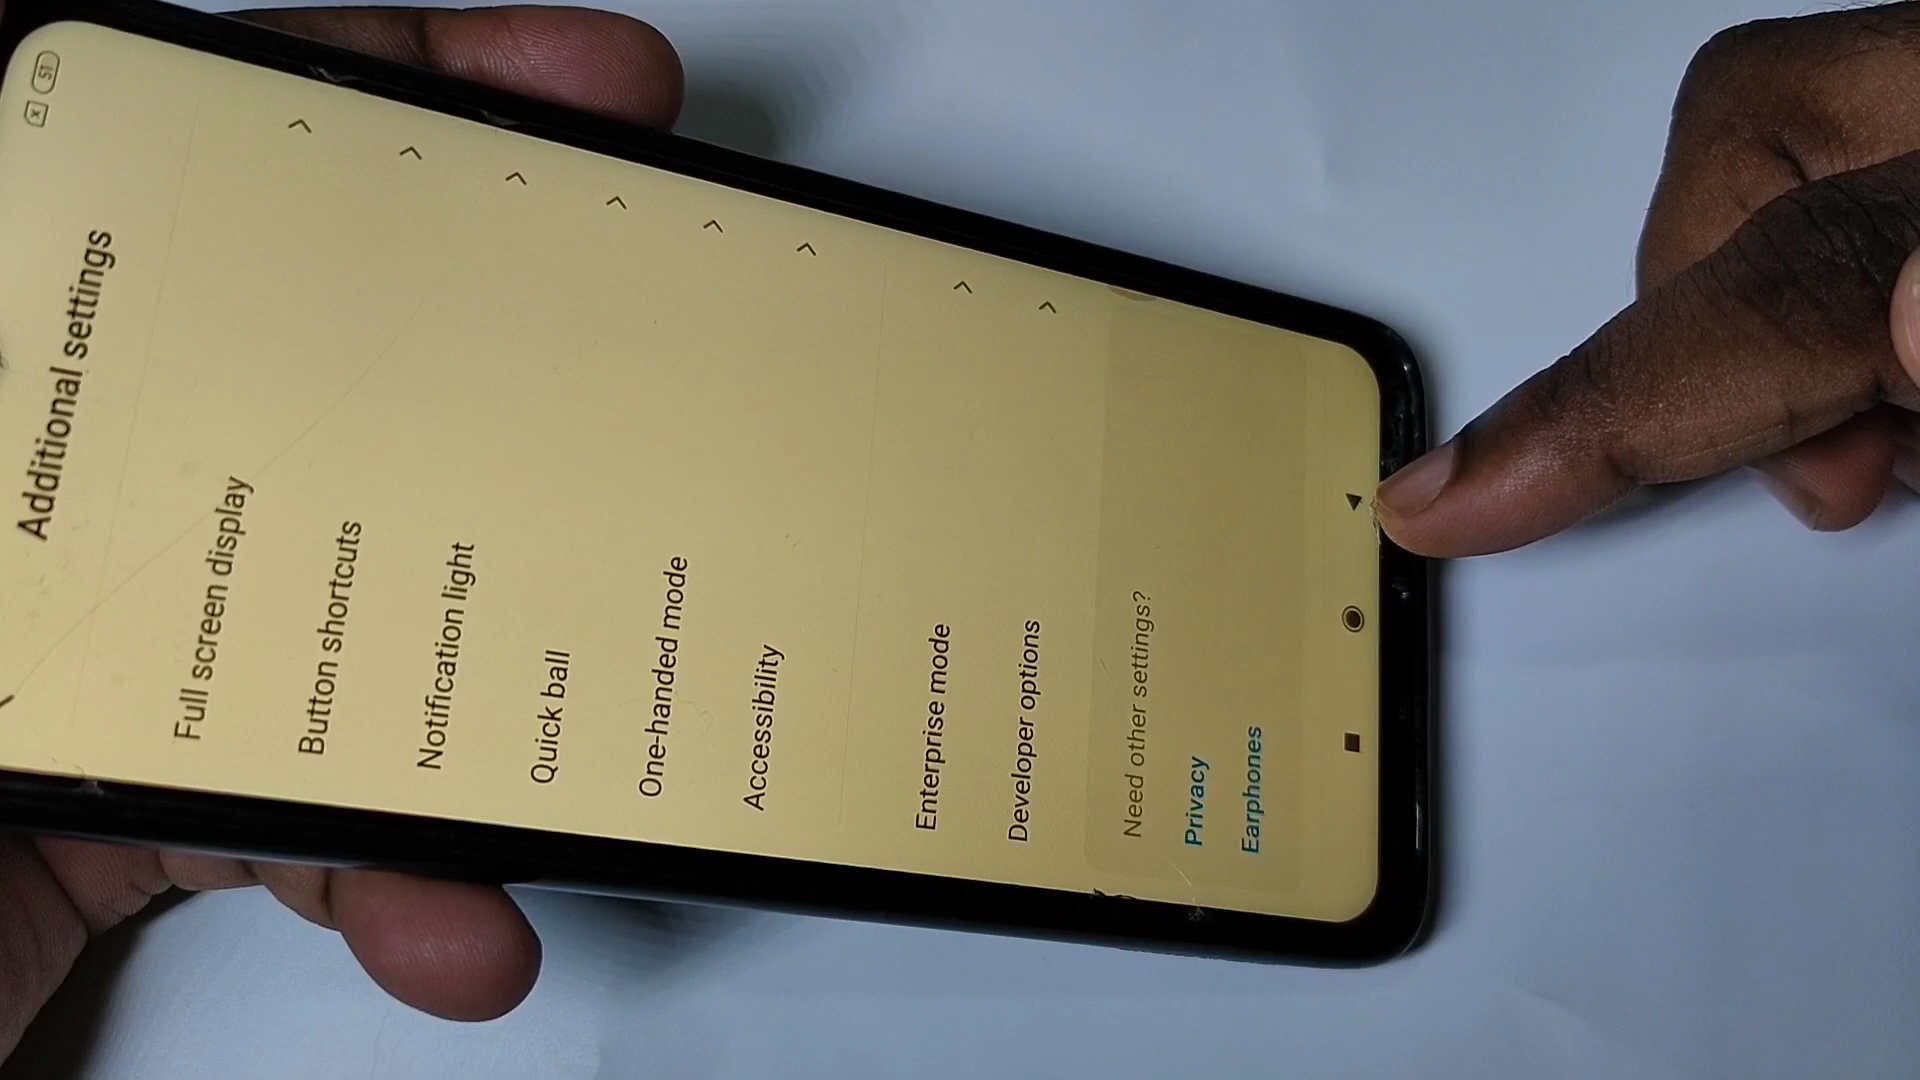 51
Additional settings
Full screen display
Button shortcuts
Notification light
Quick ball
One-handed mode
Accessibility
Enterprise mode
Developer options
Need other settings?
Privacy
Earphones